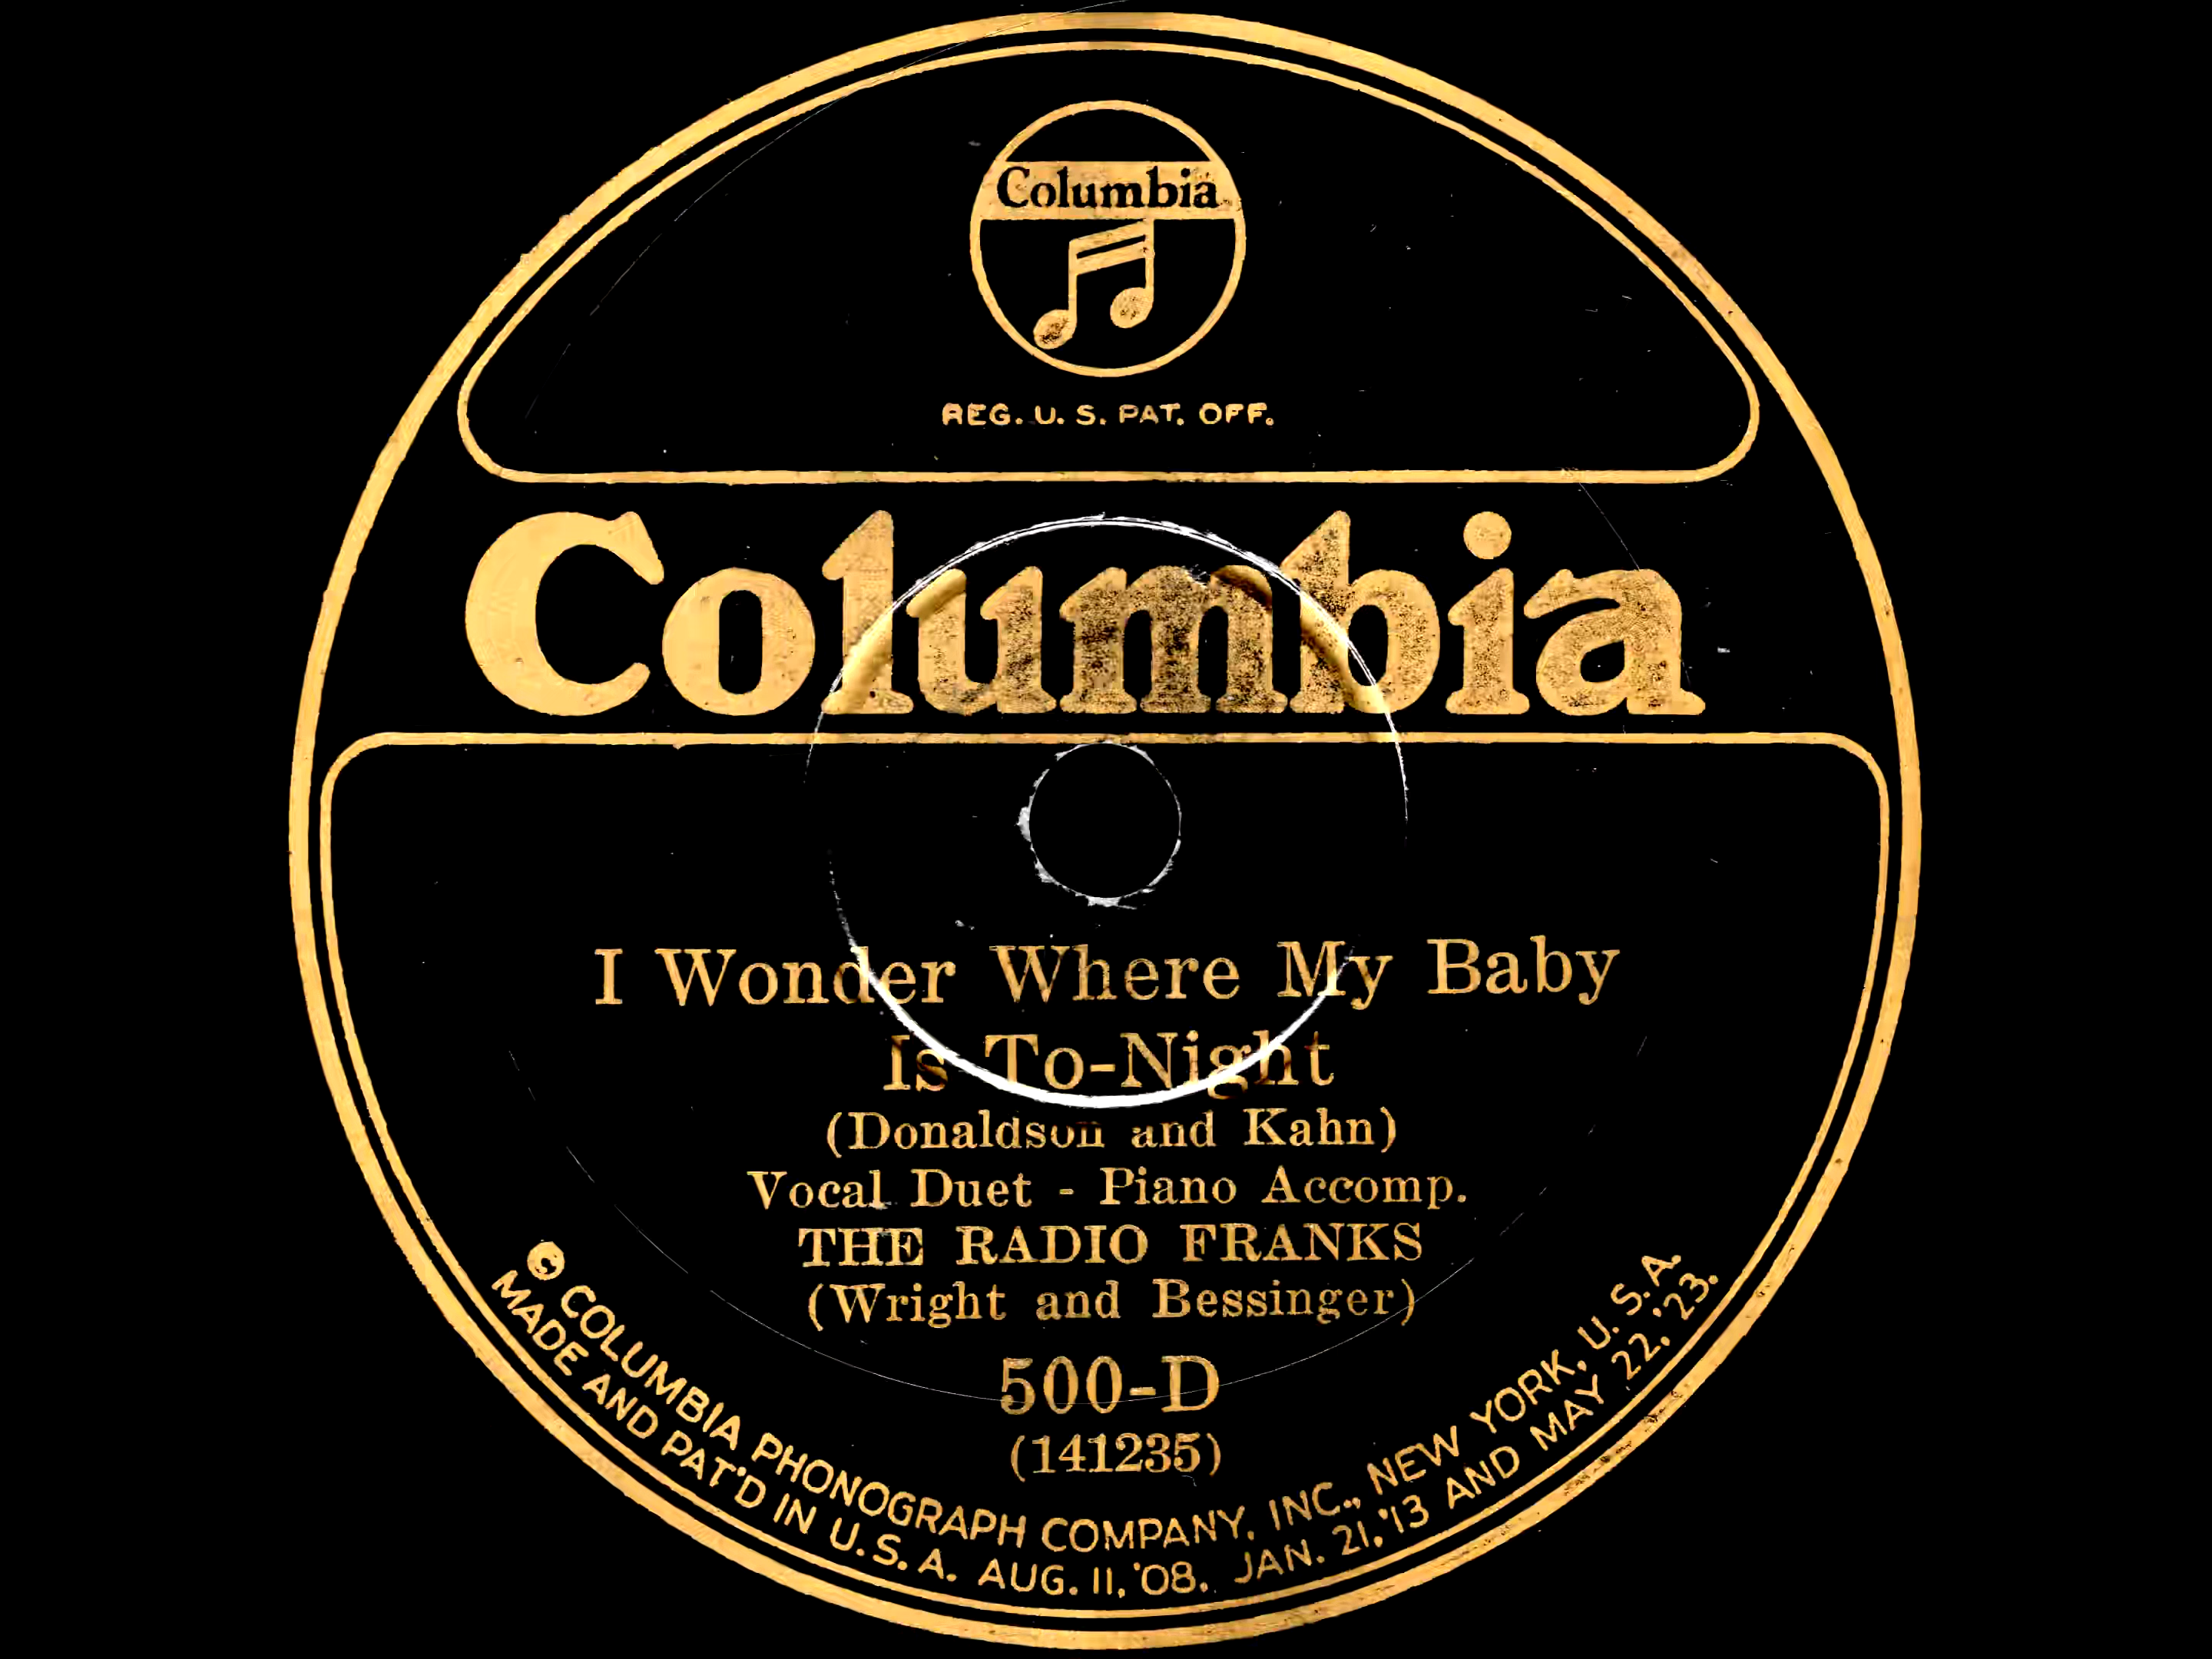 Columbia
REG. U. S. PAT. OFF.
Columbia
I Wonder Where My Baby
Is To-Night
(Donaldson and Kahn)
Vocal Duet - Piano Accomp.
THE RADIO FRANKS
(Wright and Bessinger)
500-D
(141235)
© COLUMBIA PHONOGRAPH COMPANY, INC., NEW YORK, U. S. A.
MADE AND PAT'D IN U. S. A. AUG. 11, '08. JAN. 21, '13 AND MAY 22, '23.